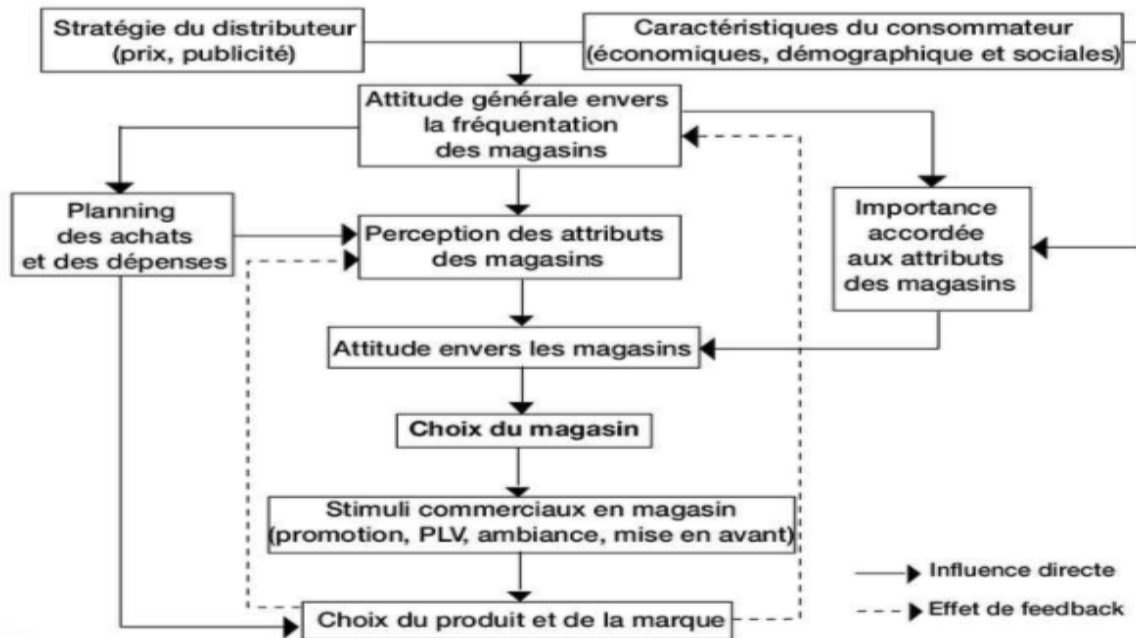 Stratégie du distributeur
(prix, publicité)
Caractéristiques du consommateur
(économiques, démographique et sociales)
Attitude générale envers
la fréquentation
des magasins
Planning
des achats
et des dépenses
Perception des attributs
des magasins
Importance
accordée
aux attributs
des magasins
Attitude envers les magasins
Choix du magasin
Stimuli commerciaux en magasin
(promotion, PLV, ambiance, mise en avant)
Choix du produit et de la marque
Influence directe
Effet de feedback